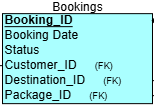 Bookings
Booking_ID
Booking Date
Status
Customer_ID (FK)
Destination_ID (FK)
Package_ID (FK)